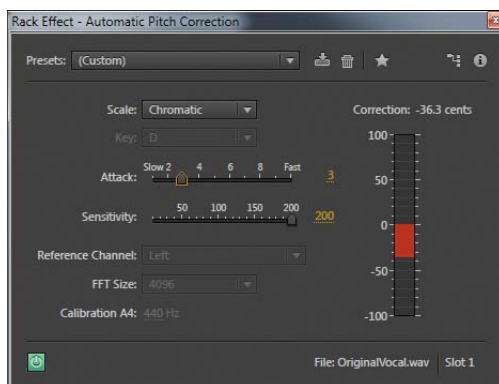 Rack Effect - Automatic Pitch Correction
Presets: (Custom)
Scale: Chromatic
Correction: -36.3 cents
Key: D
Slow 2 4 6 8 Fast
Attack: 3
50 100 150 200
Sensitivity: 200
Reference Channel: Left
FFT Size: 4096
Calibration A4: 440 Hz
100
50
0
-50
-100
File: OriginalVocal.wav Slot 1